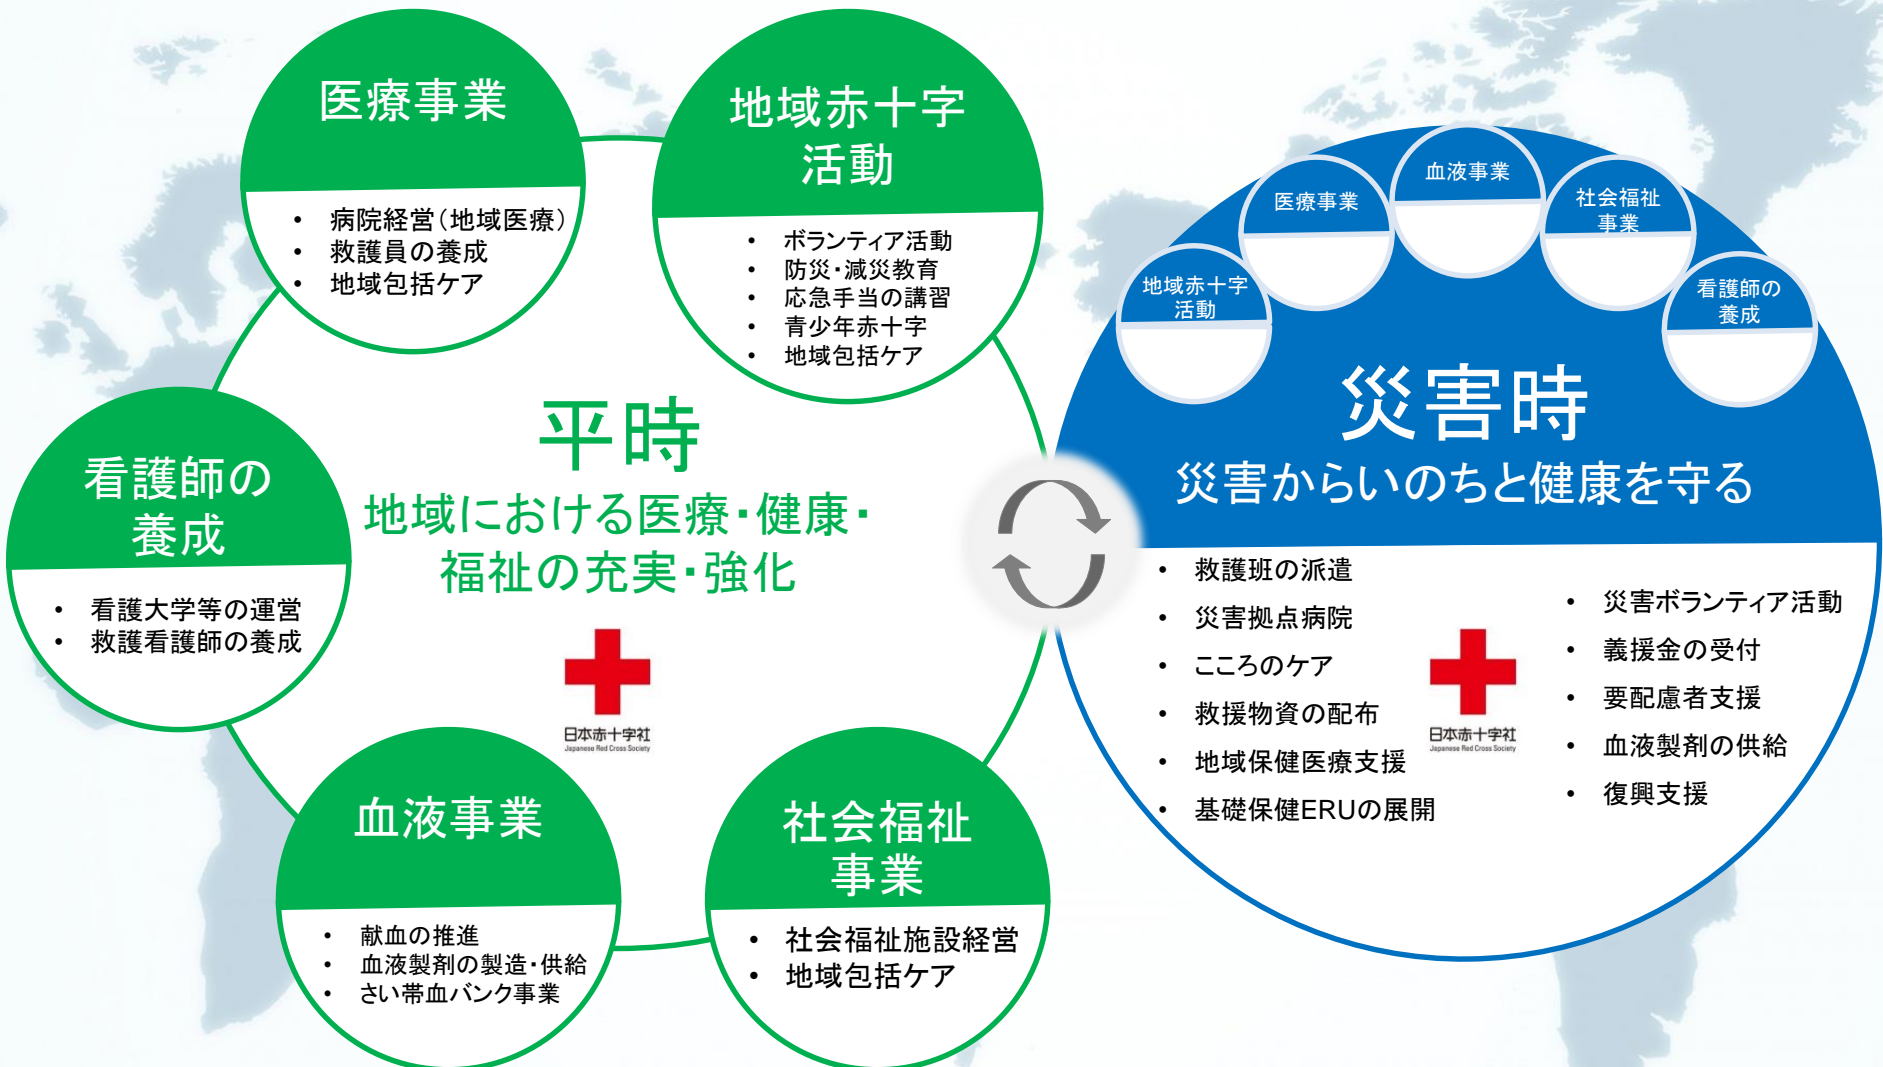 医療事業
• 病院経営（地域医療）
• 救護員の養成
• 地域包括ケア
地域赤十字
活動
• ボランティア活動
• 防災・減災教育
• 応急手当の講習
• 青少年赤十字
• 地域包括ケア
看護師の
養成
• 看護大学等の運営
• 救護看護師の養成
平時
地域における医療・健康・
福祉の充実・強化
日本赤十字社
Japanese Red Cross Society
血液事業
• 献血の推進
• 血液製剤の製造・供給
• さい帯血バンク事業
社会福祉
事業
• 社会福祉施設経営
• 地域包括ケア
地域赤十字
活動
医療事業
血液事業
社会福祉
事業
看護師の
養成
災害時
災害からいのちと健康を守る
• 救護班の派遣
• 災害拠点病院
• こころのケア
• 救援物資の配布
• 地域保健医療支援
• 基礎保健ERUの展開
日本赤十字社
Japanese Red Cross Society
• 災害ボランティア活動
• 義援金の受付
• 要配慮者支援
• 血液製剤の供給
• 復興支援